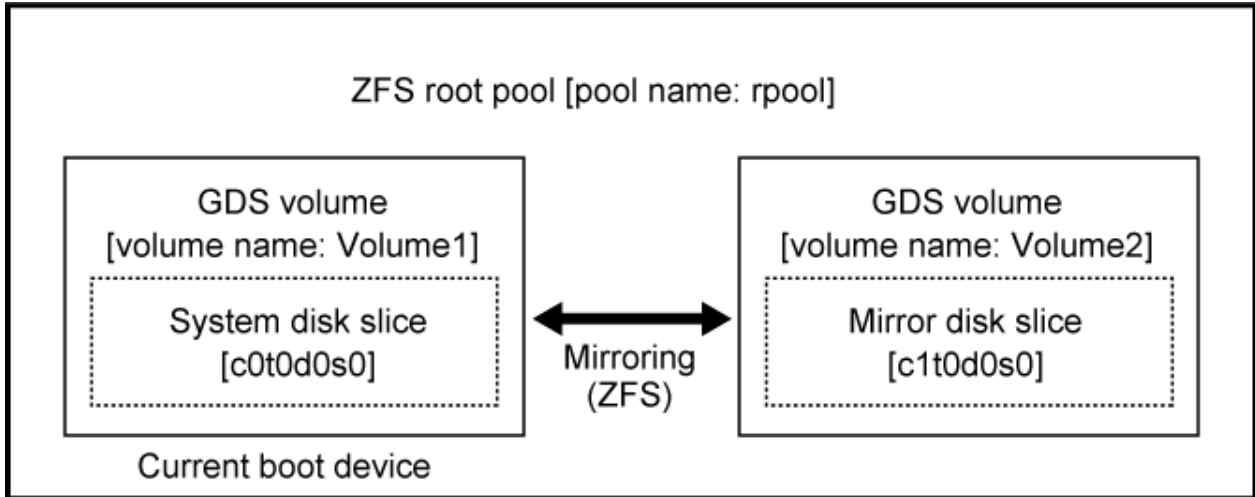 ZFS root pool [pool name: rpool]
GDS volume
[volume name: Volume1]
System disk slice
[c0t0d0s0]
Mirroring
(ZFS)
GDS volume
[volume name: Volume2]
Mirror disk slice
[c1t0d0s0]
Current boot device